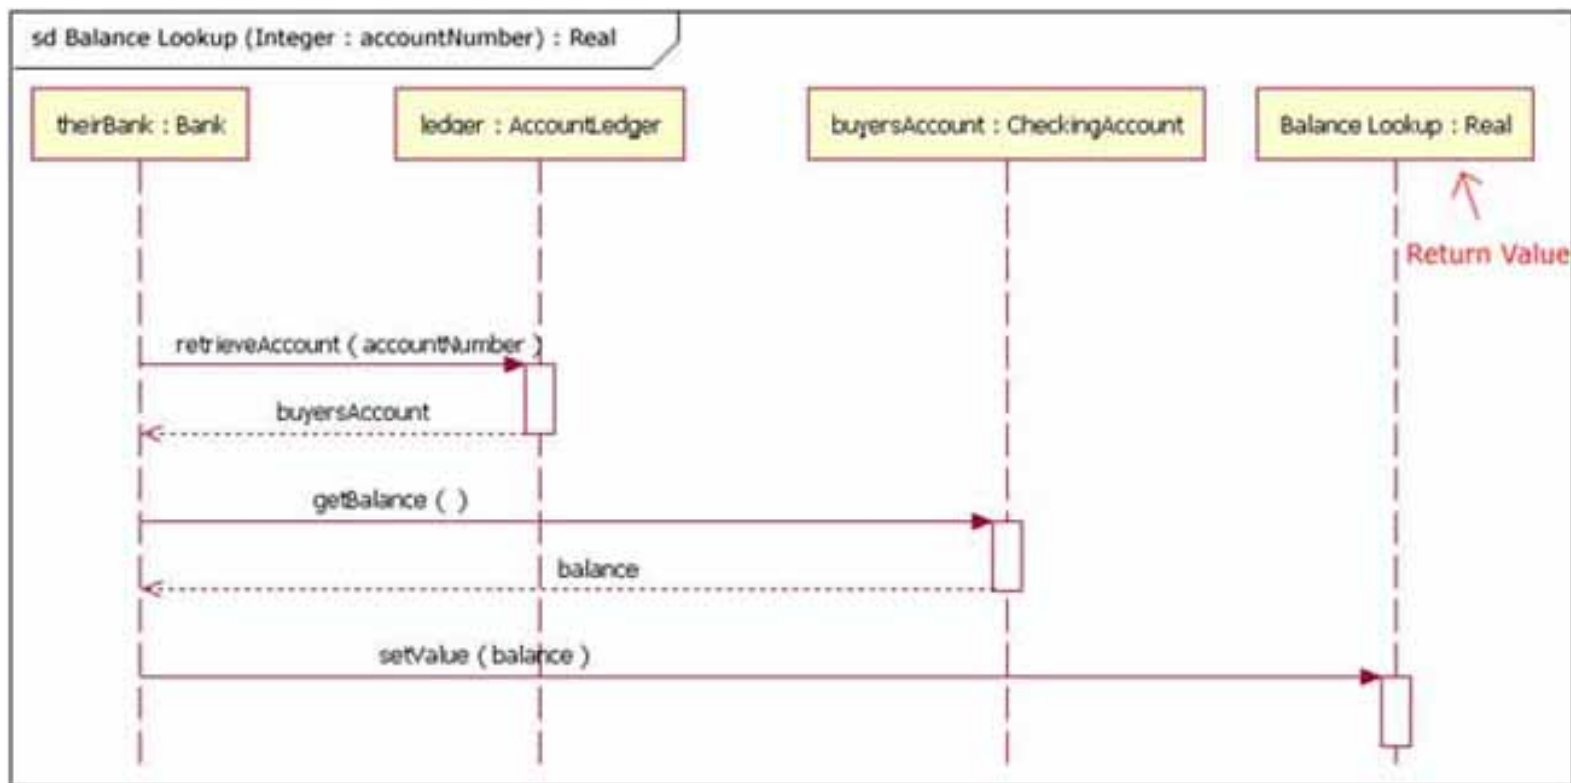 sd Balance Lookup (Integer : accountNumber) : Real
theirBank : Bank
ledger : AccountLedger
buyersAccount : CheckingAccount
Balance Lookup : Real
Return Value
retrieveAccount ( accountNumber )
buyersAccount
getBalance ( )
balance
setValue ( balance )